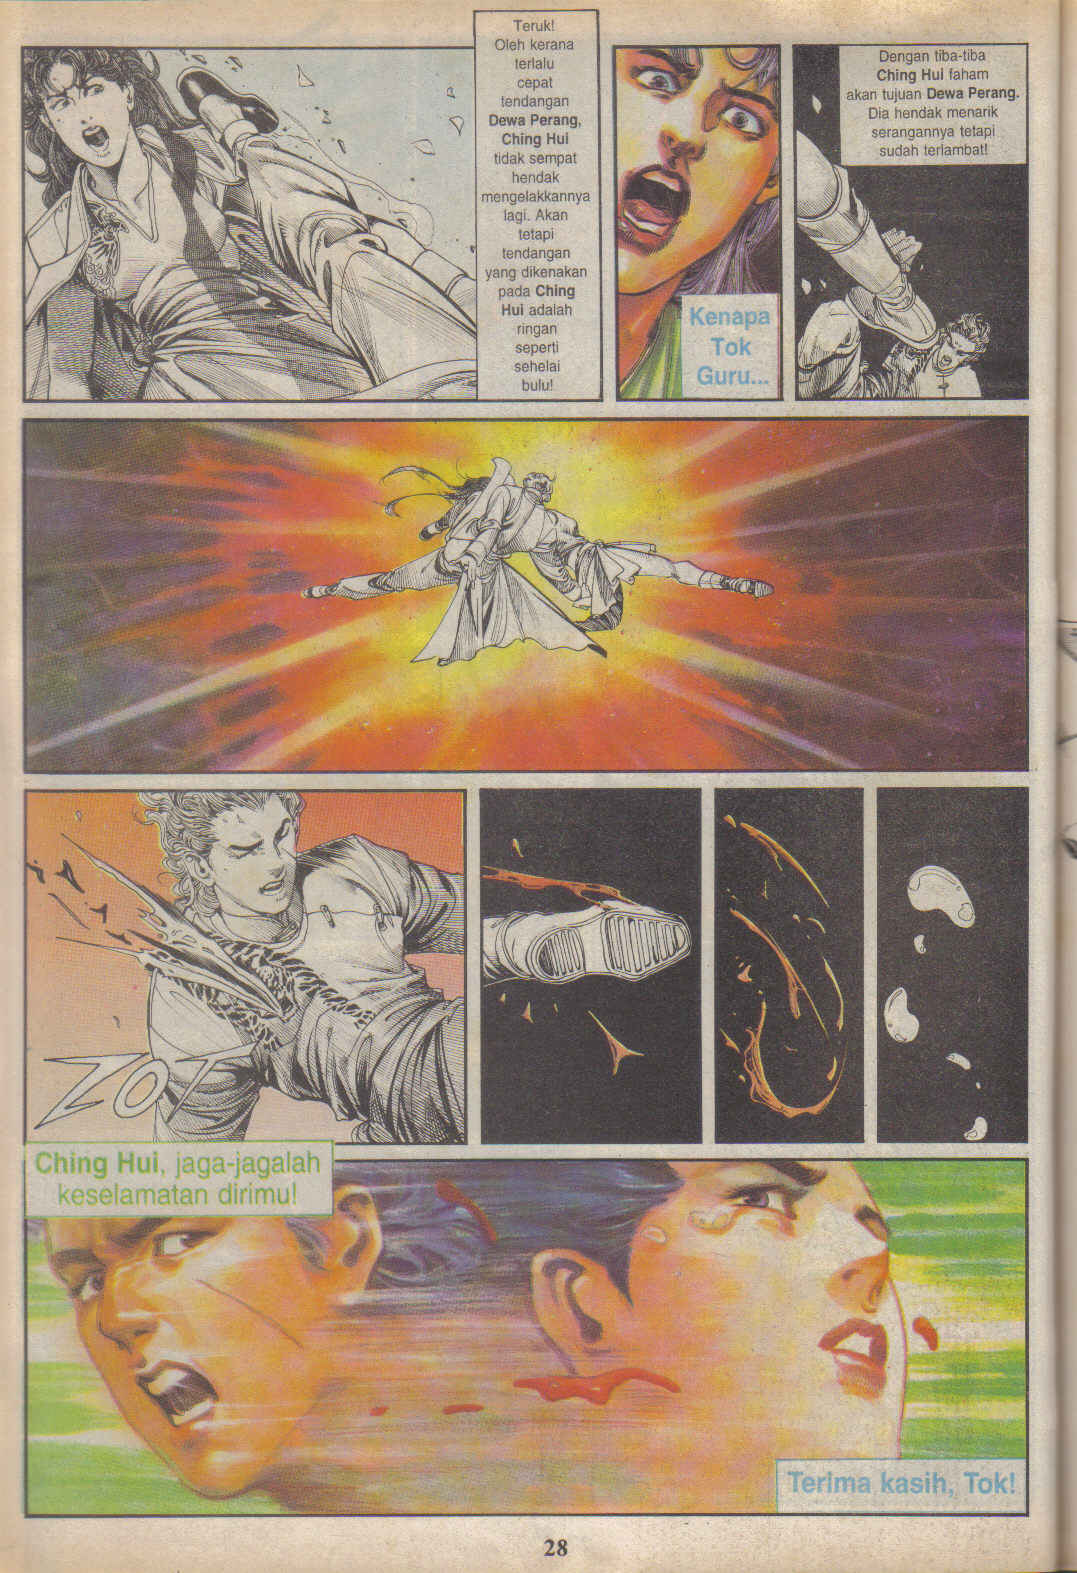 Teruk!
Oleh kerana
terlalu
cepat
tendangan
Dewa Perang,
Ching Hui
tidak sempat
hendak
mengelakkannya
lagi. Akan
tetapi
tendangan
yang dikenakan
pada Ching
Hui adalah
ringan
seperti
sehelai
bulu!
Kenapa
Tok
Guru...
Dengan tiba-tiba
Ching Hui faham
akan tujuan Dewa Perang.
Dia hendak menarik
serangannya tetapi
sudah terlambat!
ZOT
Ching Hui, jaga-jagalah
keselamatan dirimu!
Terima kasih, Tok!
28